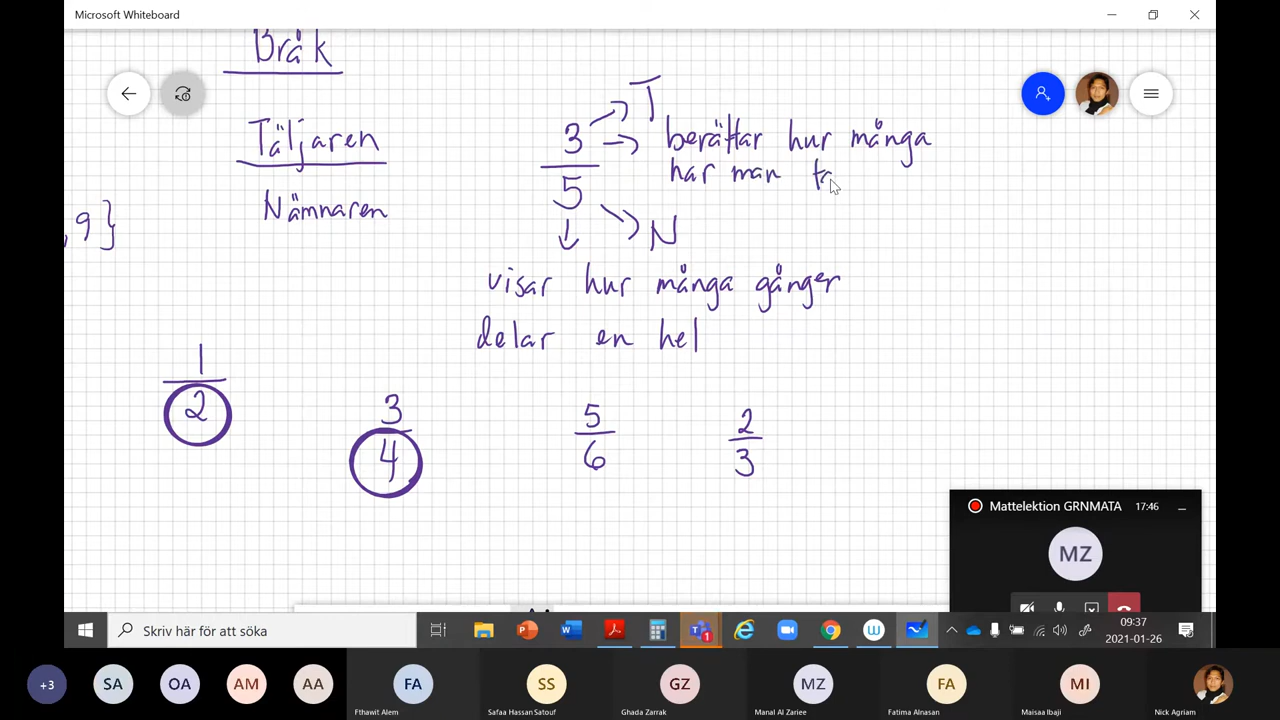 Microsoft Whiteboard
Bråk
Täljaren
Nämnaren
,9}
3
5
T
berättar hur många
har man
N
visar hur många gånger
delar en hel
1
2
3
4
5
6
2
3
Mattelektion GRNMATA 17:46
MZ
Skriv här för att söka
09:37
2021-01-26
+3
SA
OA
AM
AA
FA
Fthawit Alem
SS
Safaa Hassan Satouf
GZ
Ghada Zarrak
MZ
Manal Al Zariee
FA
Fatima Alnasan
MI
Maisaa Ibaji
Nick Agriam